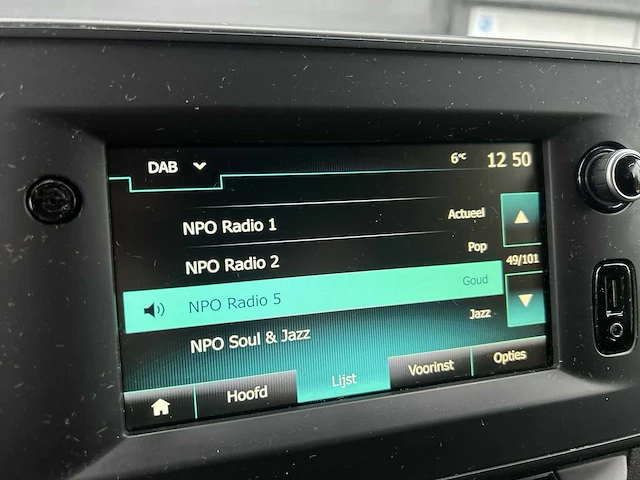 DAB 6°C 12 50
NPO Radio 1 Actueel
NPO Radio 2 Pop
49/101
NPO Radio 5 Goud
NPO Soul & Jazz Jazz
Hoofd Lijst Voorinst Opties